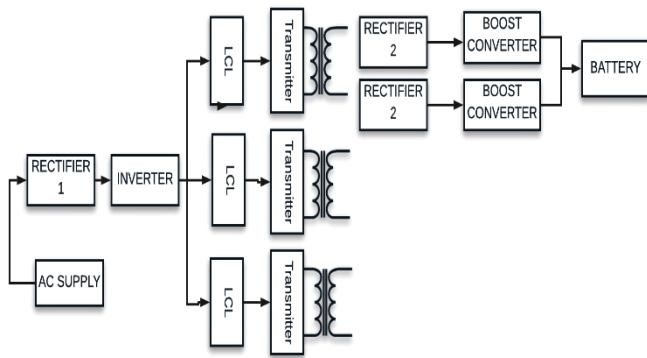 LCL
Transmitter
RECTIFIER
2
BOOST
CONVERTER
BATTERY
RECTIFIER
2
BOOST
CONVERTER
RECTIFIER
1
INVERTER
LCL
Transmitter
AC SUPPLY
LCL
Transmitter